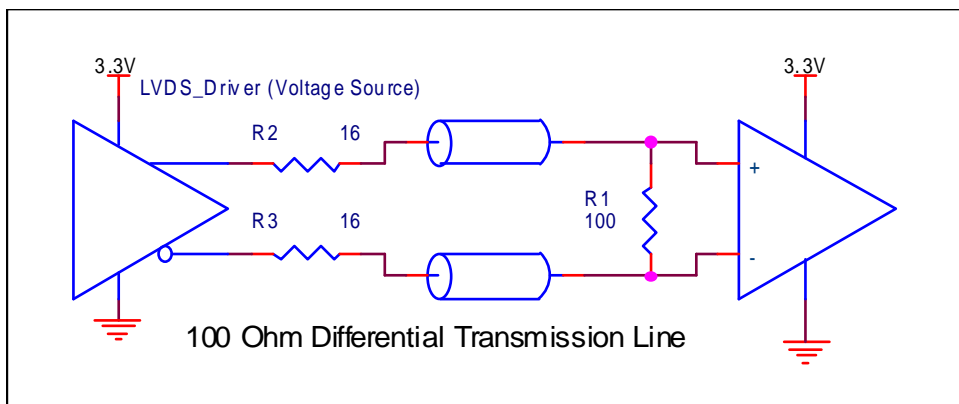 3.3V 3.3V
LVDS_Driver (Voltage Source)
R2 16
+
R3 16
R1
100
-
100 Ohm Differential Transmission Line